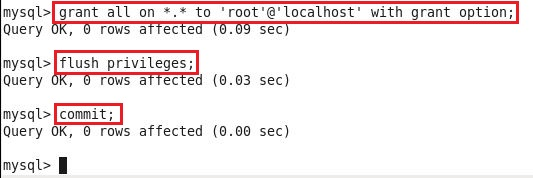 mysql> grant all on *.* to 'root'@'localhost' with grant option;
Query OK, 0 rows affected (0.09 sec)
mysql> flush privileges;
Query OK, 0 rows affected (0.03 sec)
mysql> commit;
Query OK, 0 rows affected (0.00 sec)
mysql>